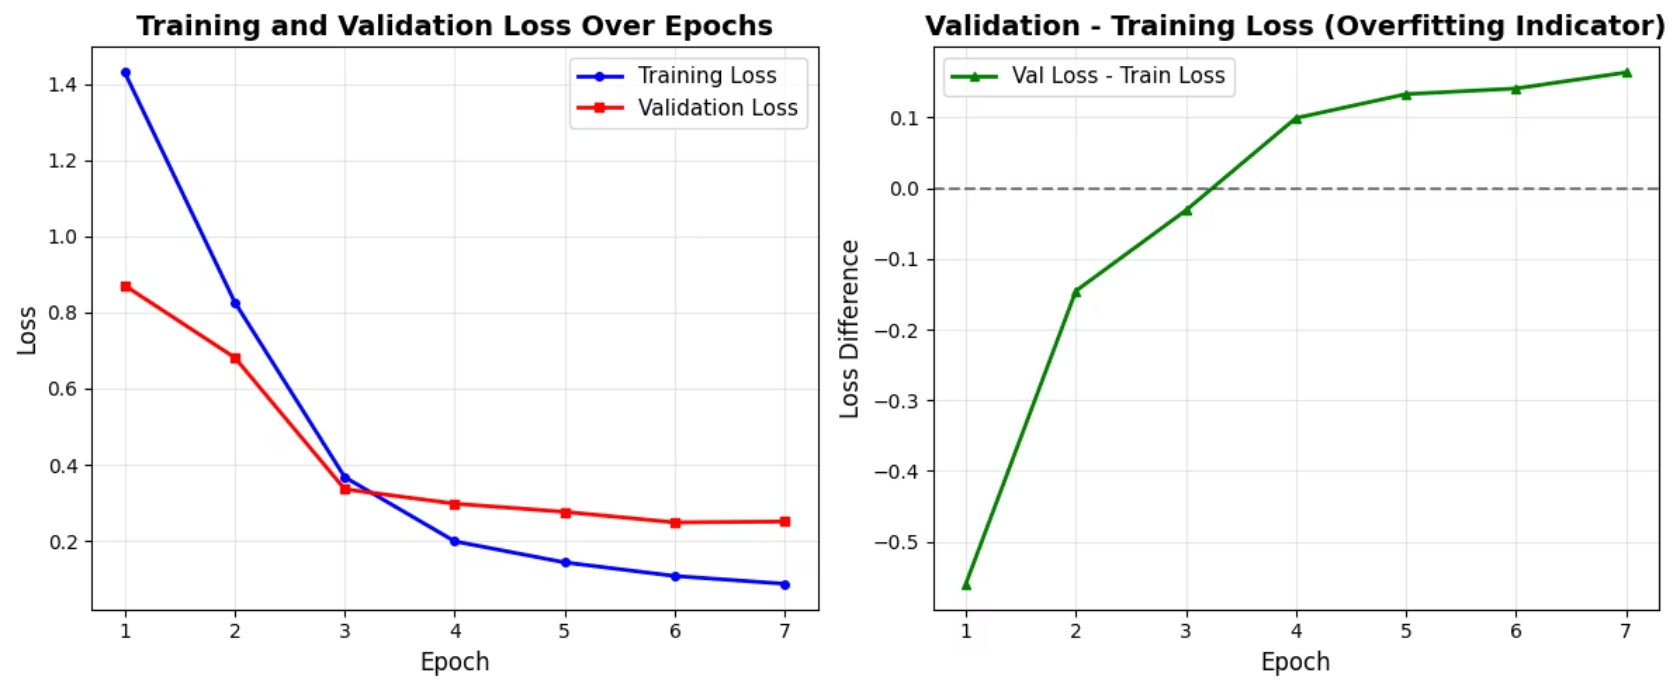 Training and Validation Loss Over Epochs
Training Loss
Validation Loss
Loss
1.4
1.2
1.0
0.8
0.6
0.4
0.2
1 2 3 4 5 6 7
Epoch
Validation - Training Loss (Overfitting Indicator)
Val Loss - Train Loss
Loss Difference
0.1
0.0
−0.1
−0.2
−0.3
−0.4
−0.5
1 2 3 4 5 6 7
Epoch